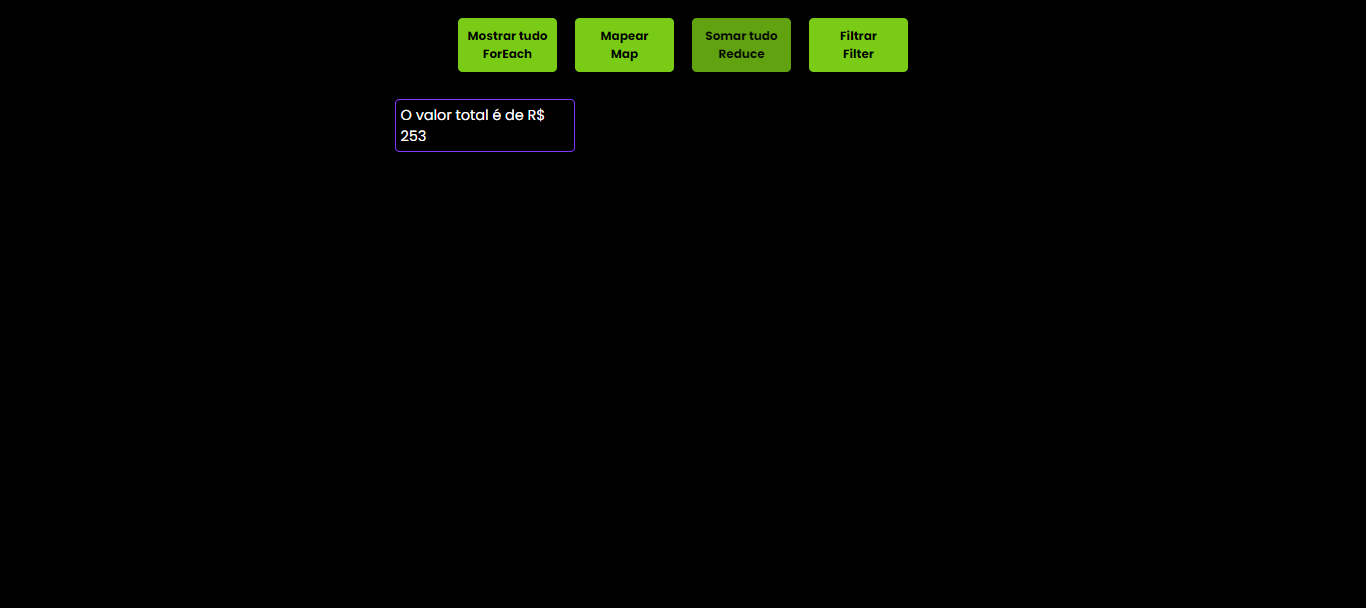 Mostrar tudo
ForEach
Mapear
Map
Somar tudo
Reduce
Filtrar
Filter
O valor total é de R$
253